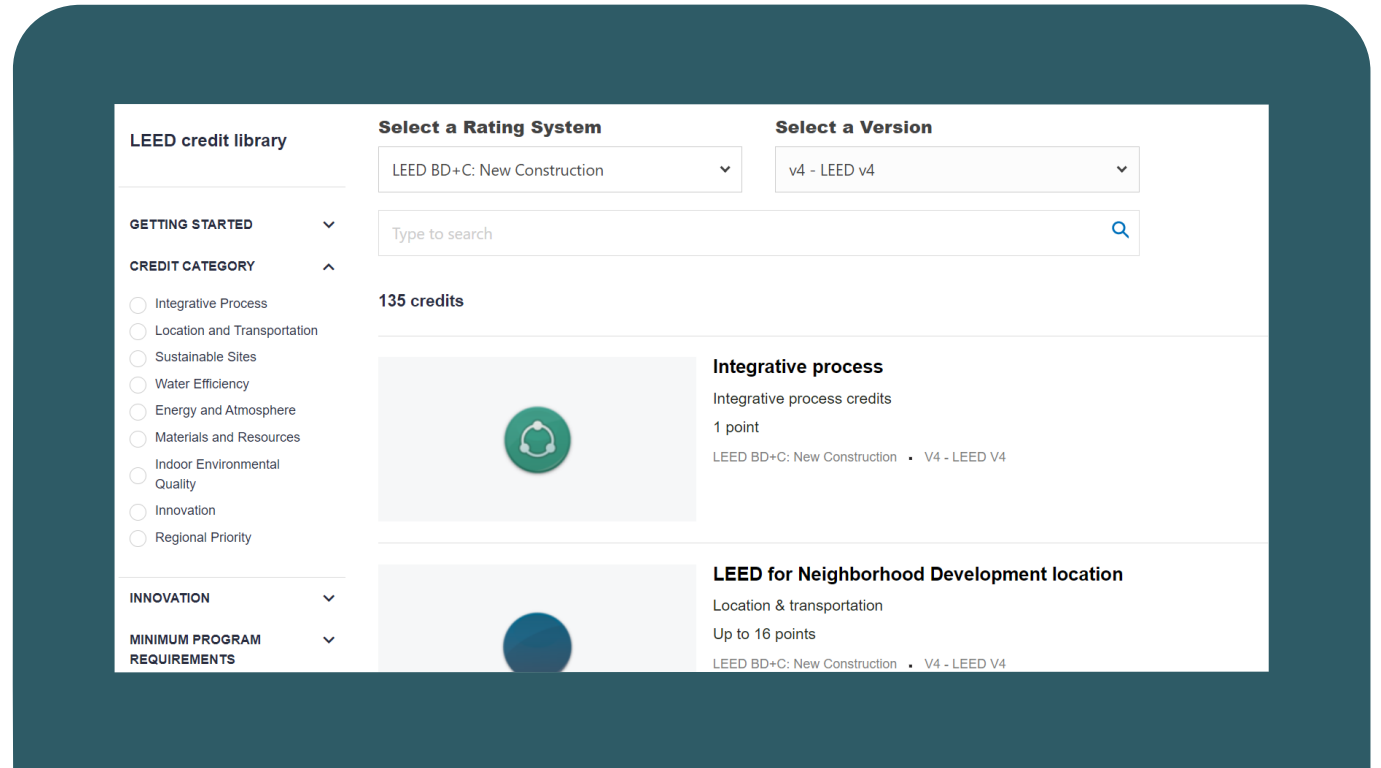 LEED credit library
GETTING STARTED
CREDIT CATEGORY
Integrative Process
Location and Transportation
Sustainable Sites
Water Efficiency
Energy and Atmosphere
Materials and Resources
Indoor Environmental
Quality
Innovation
Regional Priority
INNOVATION
MINIMUM PROGRAM
REQUIREMENTS
Select a Rating System
LEED BD+C: New Construction
Select a Version
v4 - LEED v4
Type to search
135 credits
Integrative process
Integrative process credits
1 point
LEED BD+C: New Construction ▪ V4 - LEED V4
LEED for Neighborhood Development location
Location & transportation
Up to 16 points
LEED BD+C: New Construction ▪ V4 - LEED V4